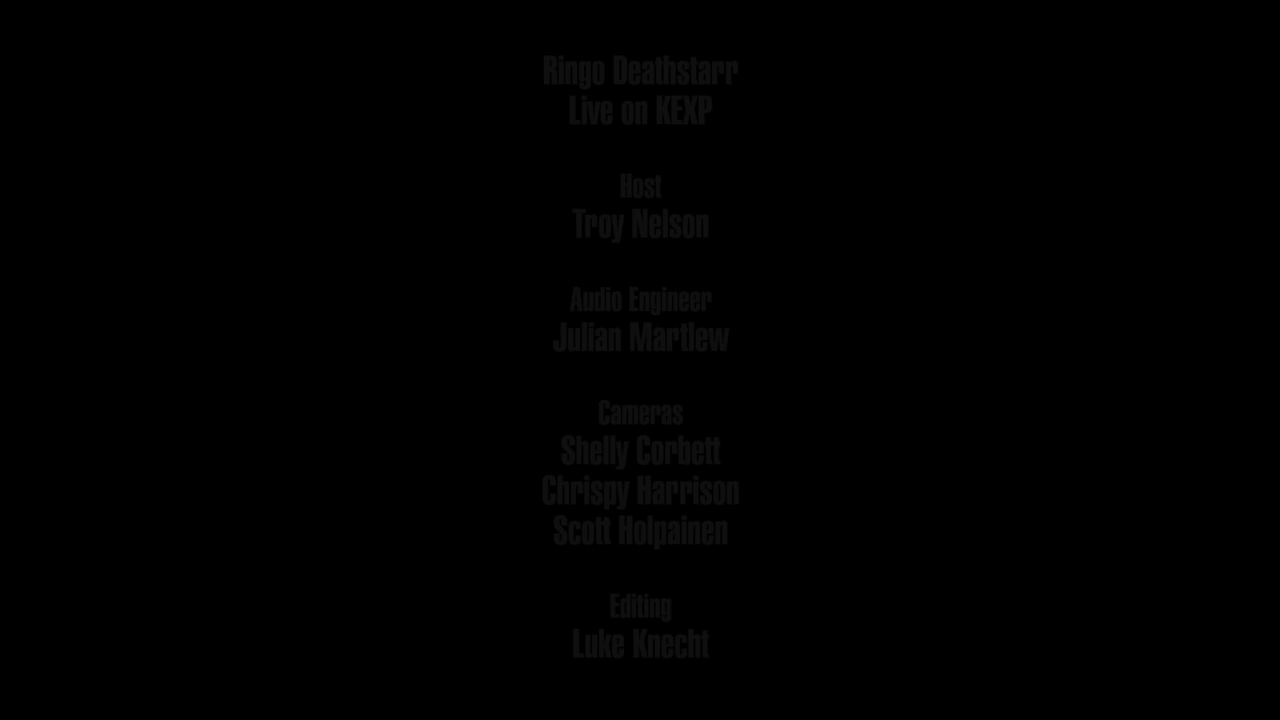 Ringo Deathstarr
Live on KEXP
Host
Troy Nelson
Audio Engineer
Julian Martlew
Cameras
Shelly Corbett
Chrispy Harrison
Scott Holpainen
Editing
Luke Knecht